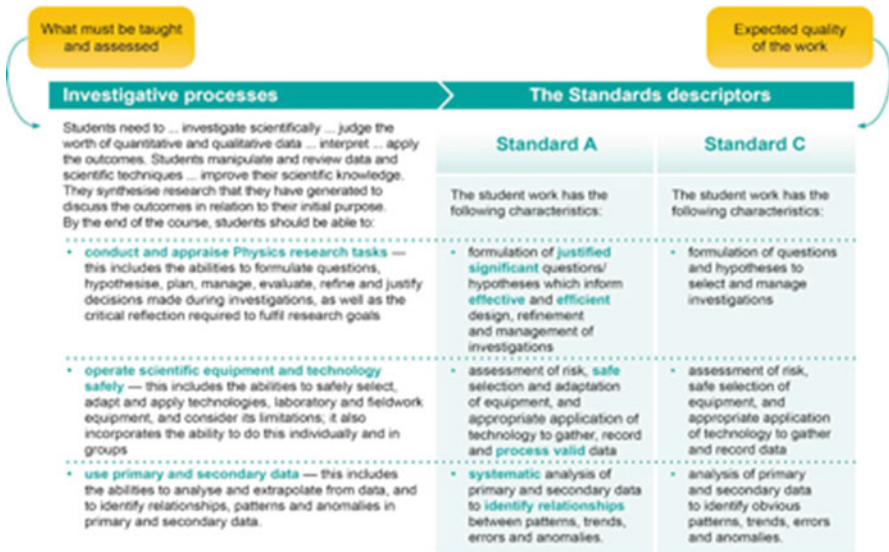 What must be taught
and assessed
Expected quality
of the work
Investigative processes
The Standards descriptors
Students need to ... investigate scientifically ... judge the
worth of quantitative and qualitative data ... interpret ... apply
the outcomes. Students manipulate and review data and
scientific techniques ... improve their scientific knowledge.
They synthesise research that they have generated to
discuss the outcomes in relation to their initial purpose.
By the end of the course, students should be able to:
Standard A
The student work has the
following characteristics:
Standard C
The student work has the
following characteristics:
• conduct and appraise Physics research tasks —
this includes the abilities to formulate questions,
hypothesise, plan, manage, evaluate, refine and justify
decisions made during investigations, as well as the
critical reflection required to fulfil research goals
• formulation of justified
significant questions/
hypotheses which inform
effective and efficient
design, refinement
and management of
investigations
• formulation of questions
and hypotheses to
select and manage
investigations
• operate scientific equipment and technology
safely — this includes the abilities to safely select,
adapt and apply technologies, laboratory and fieldwork
equipment, and consider its limitations; it also
incorporates the ability to do this individually and in
groups
• assessment of risk, safe
selection and adaptation
of equipment, and
appropriate application of
technology to gather, record
and process valid data
• assessment of risk,
safe selection of
equipment, and
appropriate application
of technology to gather
and record data
• use primary and secondary data — this includes
the abilities to analyse and extrapolate from data, and
to identify relationships, patterns and anomalies in
primary and secondary data.
• systematic analysis of
primary and secondary data
to identify relationships
between patterns, trends,
errors and anomalies.
• analysis of primary
and secondary data
to identify obvious
patterns, trends, errors
and anomalies.